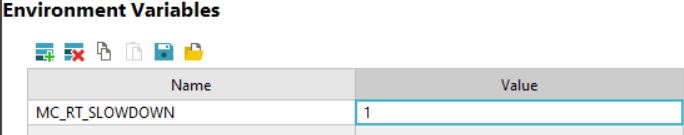 Environment Variables
Name Value
MC_RT_SLOWDOWN 1